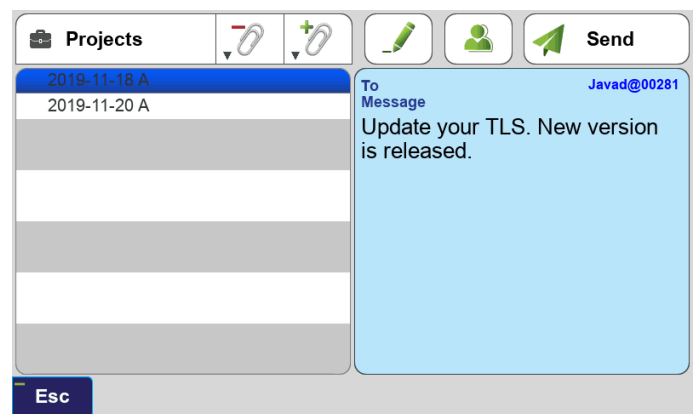 Projects
Send
2019-11-18 A
2019-11-20 A
To
Javad@00281
Message
Update your TLS. New version
is released.
Esc